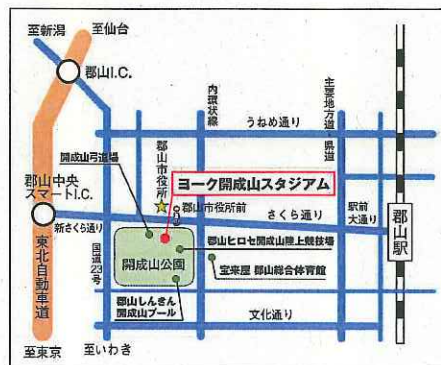 至新潟
至仙台
郡山I.C.
内環状線
主要地方道・県道
うねめ通り
開成山弓道場
郡山市役所
ヨーク開成山スタジアム
郡山中央
スマートI.C.
郡山市役所前
さくら通り
駅前
大通り
郡山駅
新さくら通り
東北自動車道
国道23号
開成山公園
郡山ヒロセ開成山陸上競技場
宝来屋 郡山総合体育館
郡山しんきん
開成山プール
文化通り
至東京
至いわき